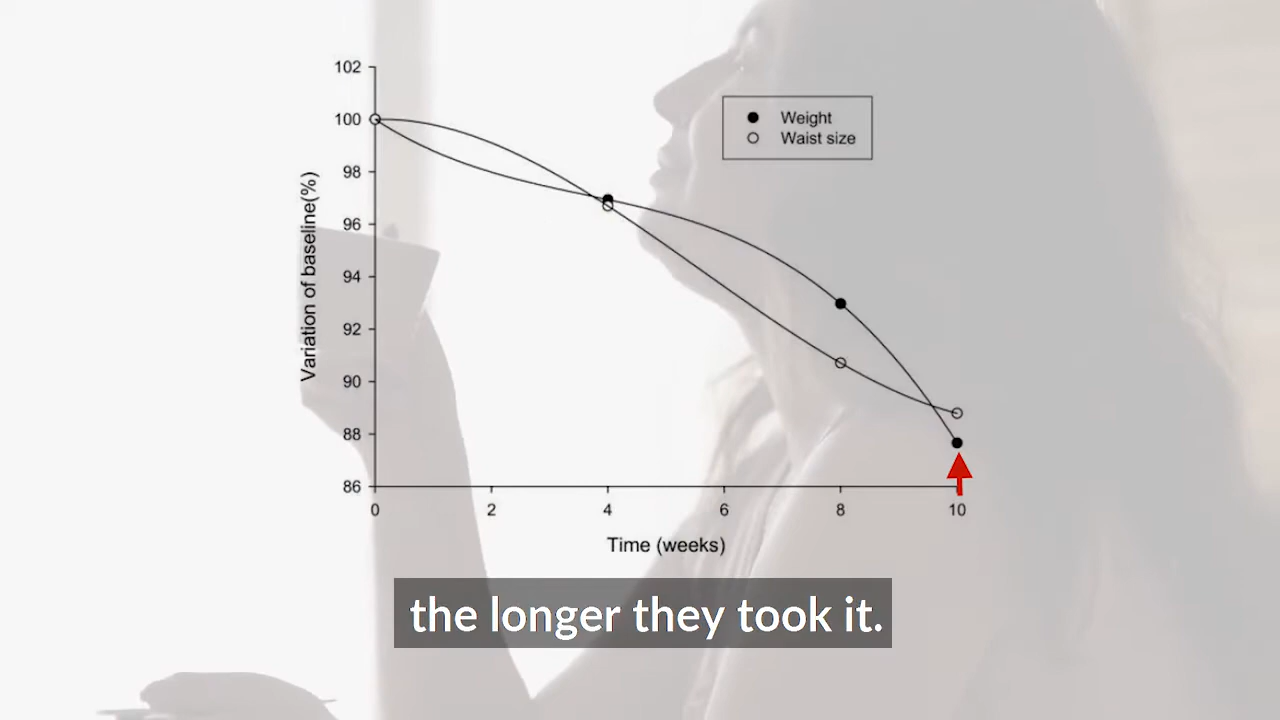 102
100
98
96
94
92
90
88
86
Variation of baseline(%)
Weight
Waist size
0 2 4 6 8 10
Time (weeks)
the longer they took it.